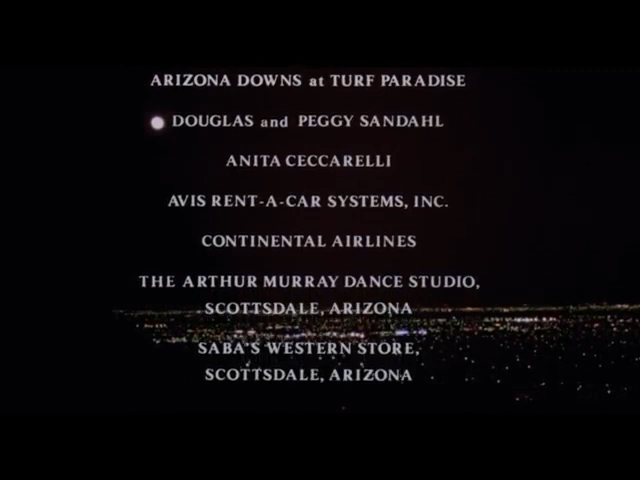 ARIZONA DOWNS at TURF PARADISE
DOUGLAS and PEGGY SANDAHL
ANITA CECCARELLI
AVIS RENT-A-CAR SYSTEMS, INC.
CONTINENTAL AIRLINES
THE ARTHUR MURRAY DANCE STUDIO,
SCOTTSDALE, ARIZONA
SABA'S WESTERN STORE,
SCOTTSDALE, ARIZONA